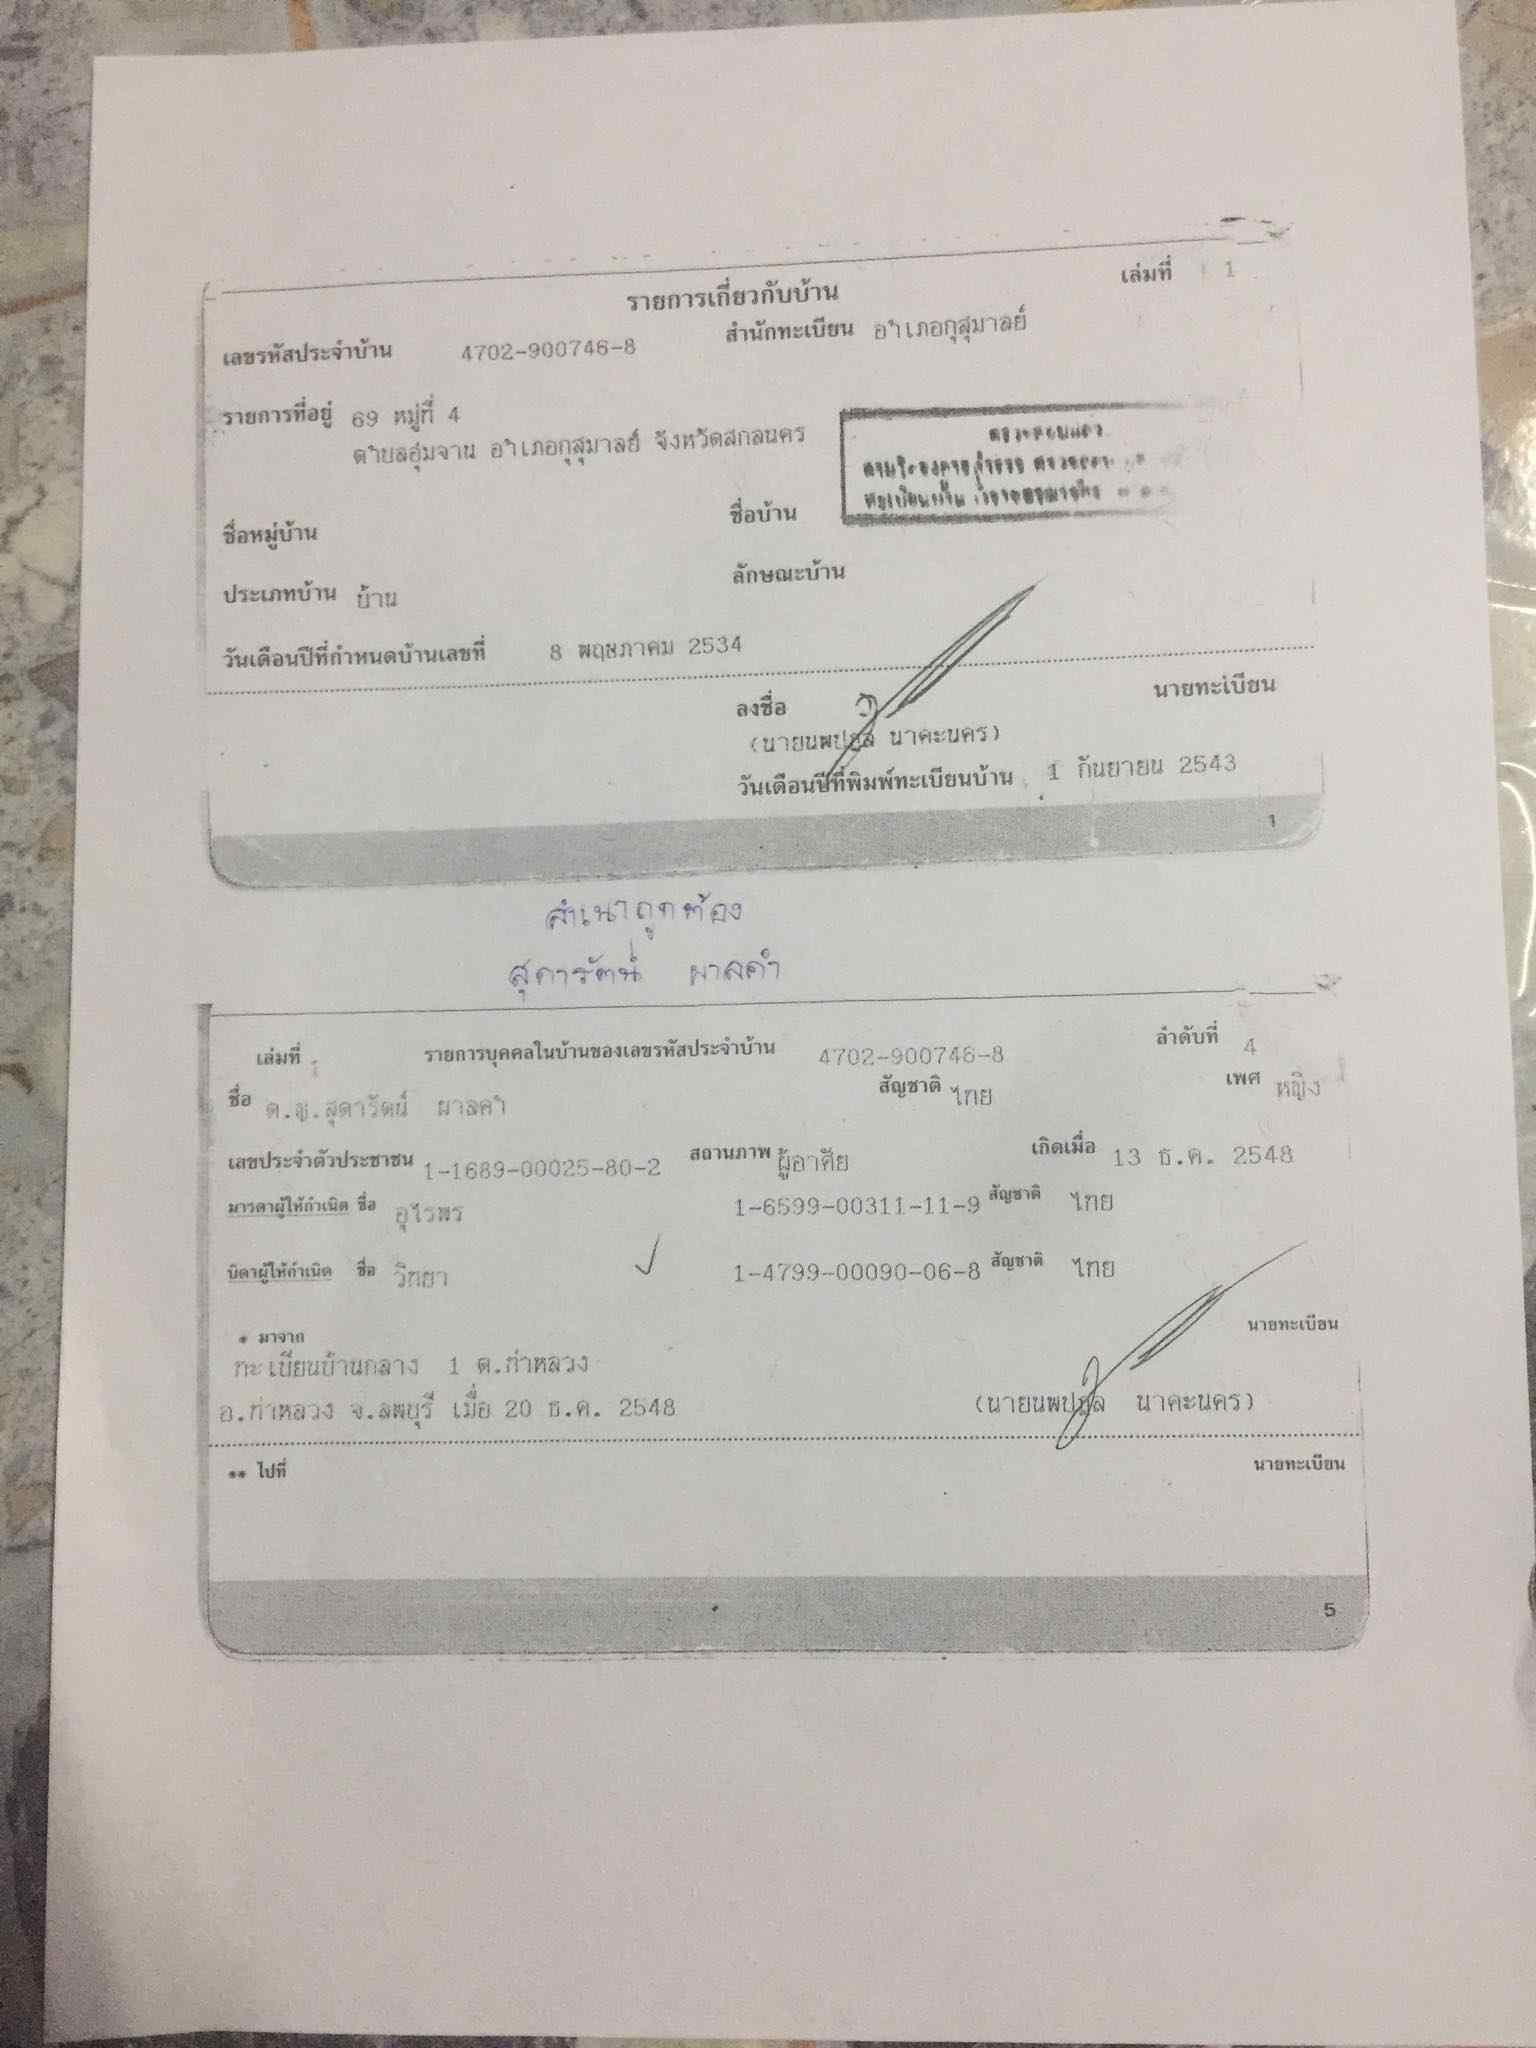 รายการเกี่ยวกับบ้าน เล่มที่ 1
เลขรหัสประจำบ้าน 4702-900746-8 สำนักทะเบียน อำเภอกุสุมาลย์
รายการที่อยู่ 69 หมู่ที่ 4
ตำบลอุ่มจาน อำเภอกุสุมาลย์ จังหวัดสกลนคร
ตรวจสอบแล้ว
ชื่อหมู่บ้าน ชื่อบ้าน
ประเภทบ้าน บ้าน ลักษณะบ้าน
วันเดือนปีที่กำหนดบ้านเลขที่ 8 พฤษภาคม 2534
ลงชื่อ นายทะเบียน
(นายนพปฎล นาคะนคร)
วันเดือนปีที่พิมพ์ทะเบียนบ้าน 1 กันยายน 2543
1
สำเนาถูกต้อง
สุดารัตน์ ผาลคำ
เล่มที่ 1 รายการบุคคลในบ้านของเลขรหัสประจำบ้าน 4702-900746-8 ลำดับที่ 4
ชื่อ ด.ญ.สุดารัตน์ ผาลคำ สัญชาติ ไทย เพศ หญิง
เลขประจำตัวประชาชน 1-1689-00025-80-2 สถานภาพ ผู้อาศัย เกิดเมื่อ 13 ธ.ค. 2548
มารดาผู้ให้กำเนิด ชื่อ อุไรพร 1-6599-00311-11-9 สัญชาติ ไทย
บิดาผู้ให้กำเนิด ชื่อ วิทยา 1-4799-00090-06-8 สัญชาติ ไทย
* มาจาก นายทะเบียน
ทะเบียนบ้านกลาง 1 ต.ท่าหลวง
อ.ท่าหลวง จ.ลพบุรี เมื่อ 20 ธ.ค. 2548 (นายนพปฎล นาคะนคร)
** ไปที่ นายทะเบียน
5